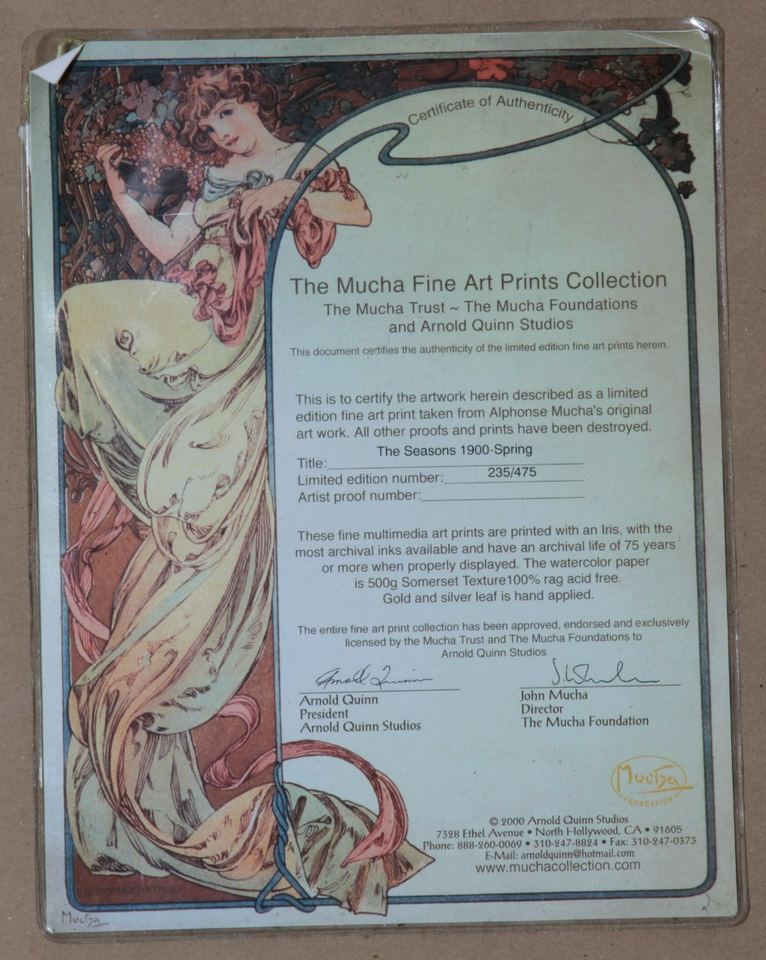 Certificate of Authenticity
The Mucha Fine Art Prints Collection
The Mucha Trust ~ The Mucha Foundations
and Arnold Quinn Studios
This document certifies the authenticity of the limited edition fine art prints herein.
This is to certify the artwork herein described as a limited
edition fine art print taken from Alphonse Mucha's original
art work. All other proofs and prints have been destroyed.
Title: The Seasons 1900-Spring
Limited edition number: 235/475
Artist proof number:
These fine multimedia art prints are printed with an Iris, with the
most archival inks available and have an archival life of 75 years
or more when properly displayed. The watercolor paper
is 500g Somerset Texture100% rag acid free.
Gold and silver leaf is hand applied.
The entire fine art print collection has been approved, endorsed and exclusively
licensed by the Mucha Trust and The Mucha Foundations to
Arnold Quinn Studios
Arnold Quinn
Arnold Quinn
President
Arnold Quinn Studios
John Mucha
Director
The Mucha Foundation
Mucha
FOUNDATION
© 2000 Arnold Quinn Studios
7328 Ethel Avenue • North Hollywood, CA • 91605
Phone: 888-260-0069 • 310-247-8824 • Fax: 310-247-0373
E-Mail: arnoldquinn@hotmail.com
www.muchacollection.com
Mucha